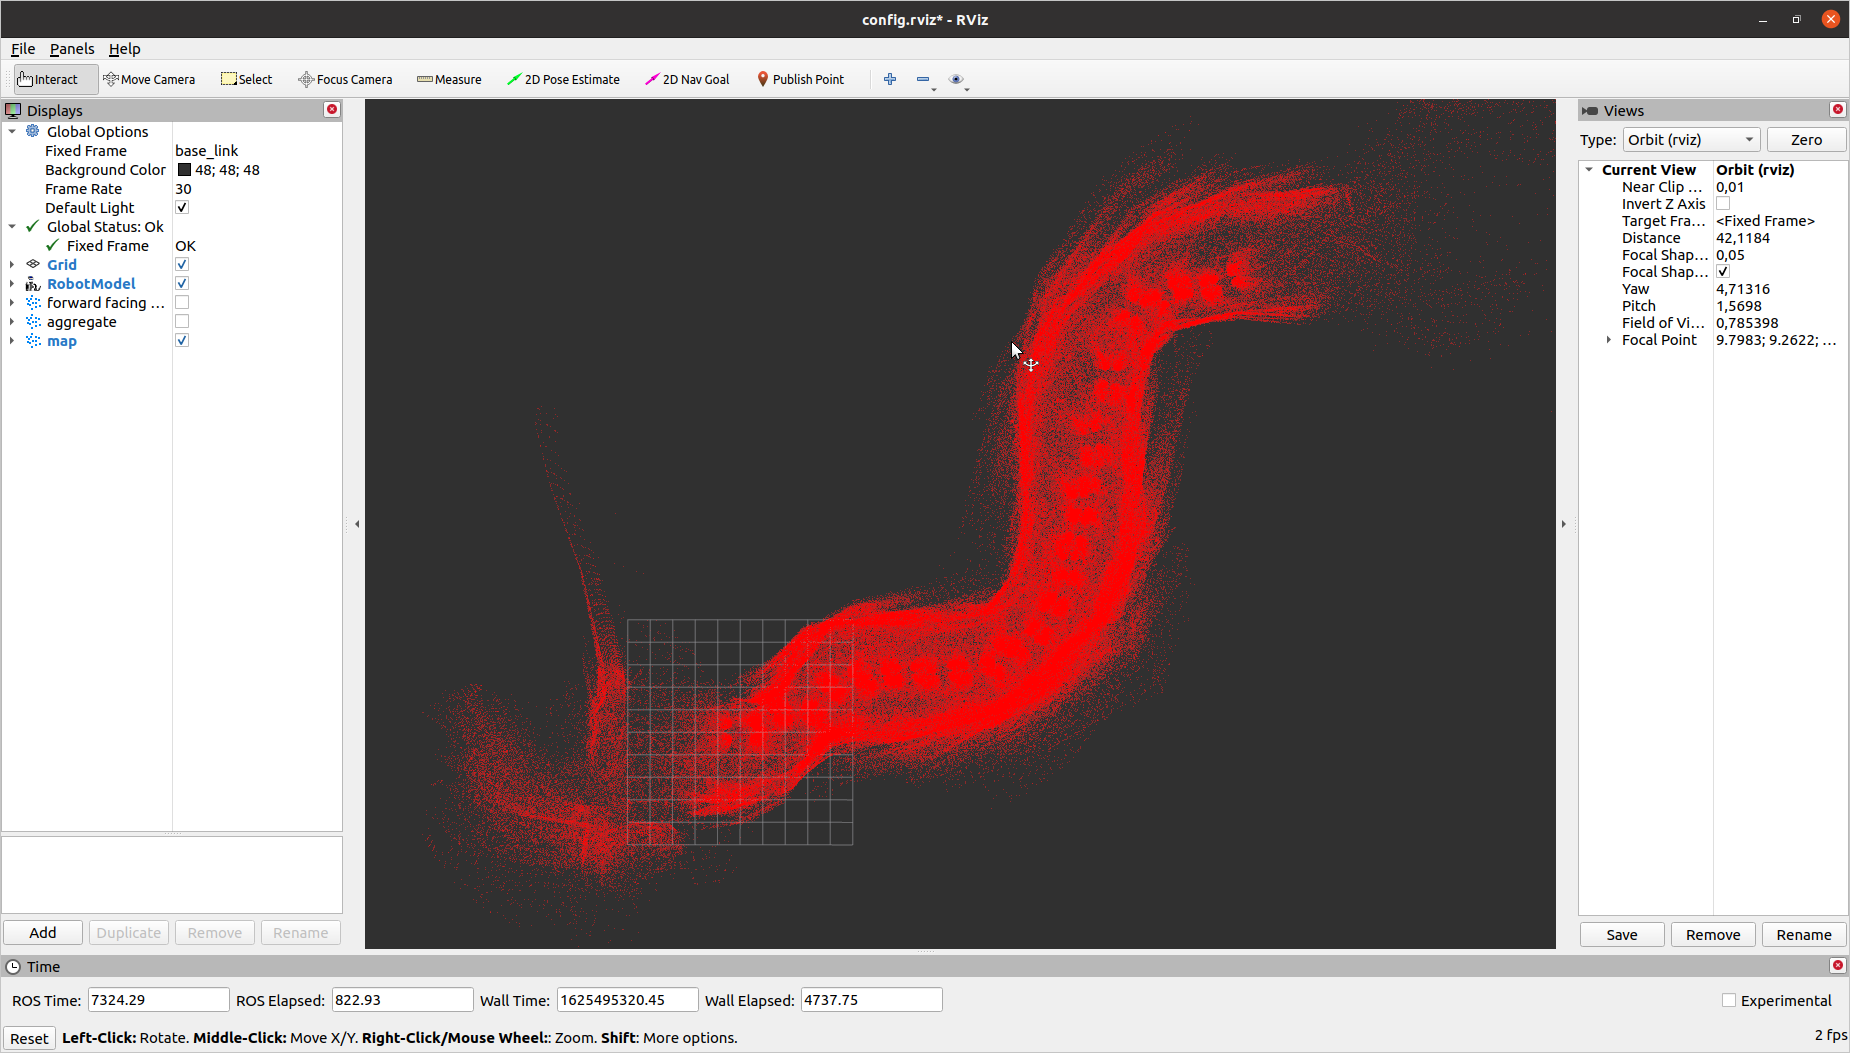 config.rviz* - RViz
File Panels Help
Interact Move Camera Select Focus Camera Measure 2D Pose Estimate 2D Nav Goal Publish Point
Displays
Global Options
Fixed Frame base_link
Background Color 48; 48; 48
Frame Rate 30
Default Light
Global Status: Ok
Fixed Frame OK
Grid
RobotModel
forward facing ...
aggregate
map
Add Duplicate Remove Rename
Views
Type: Orbit (rviz) Zero
Current View Orbit (rviz)
Near Clip ... 0,01
Invert Z Axis
Target Fra... <Fixed Frame>
Distance 42,1184
Focal Shap... 0,05
Focal Shap...
Yaw 4,71316
Pitch 1,5698
Field of Vi... 0,785398
Focal Point 9.7983; 9.2622; ...
Save Remove Rename
Time
ROS Time: 7324.29 ROS Elapsed: 822.93 Wall Time: 1625495320.45 Wall Elapsed: 4737.75 Experimental
Reset Left-Click: Rotate. Middle-Click: Move X/Y. Right-Click/Mouse Wheel:: Zoom. Shift: More options. 2 fps